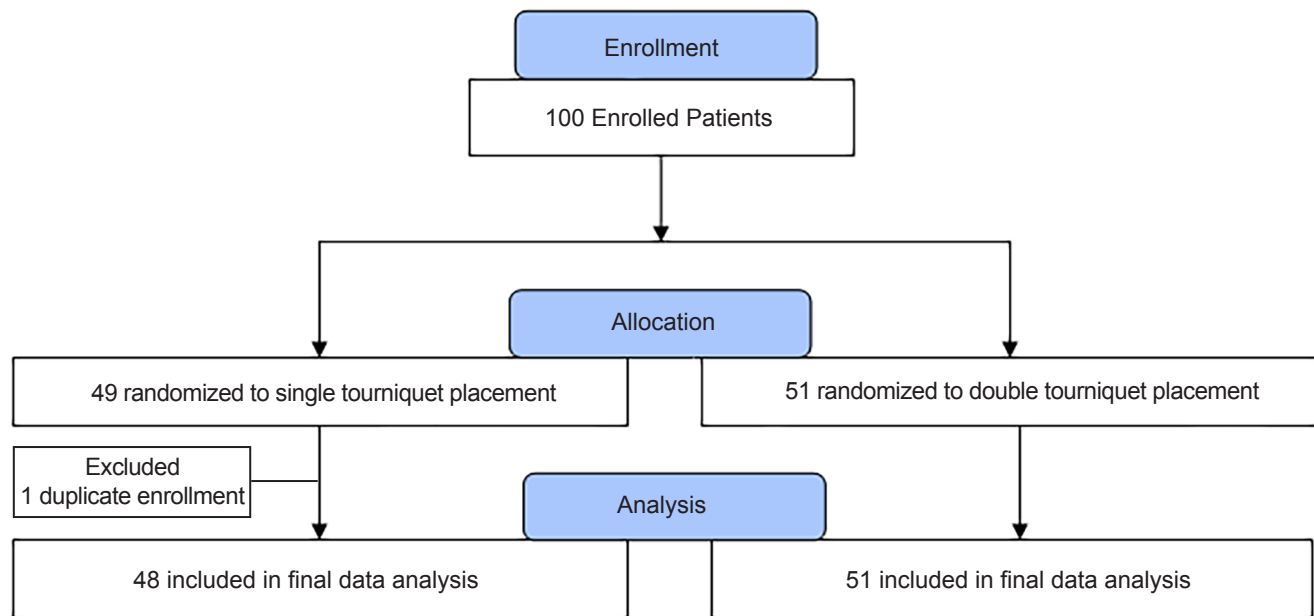 Enrollment
100 Enrolled Patients
Allocation
49 randomized to single tourniquet placement
51 randomized to double tourniquet placement
Excluded
1 duplicate enrollment
Analysis
48 included in final data analysis
51 included in final data analysis